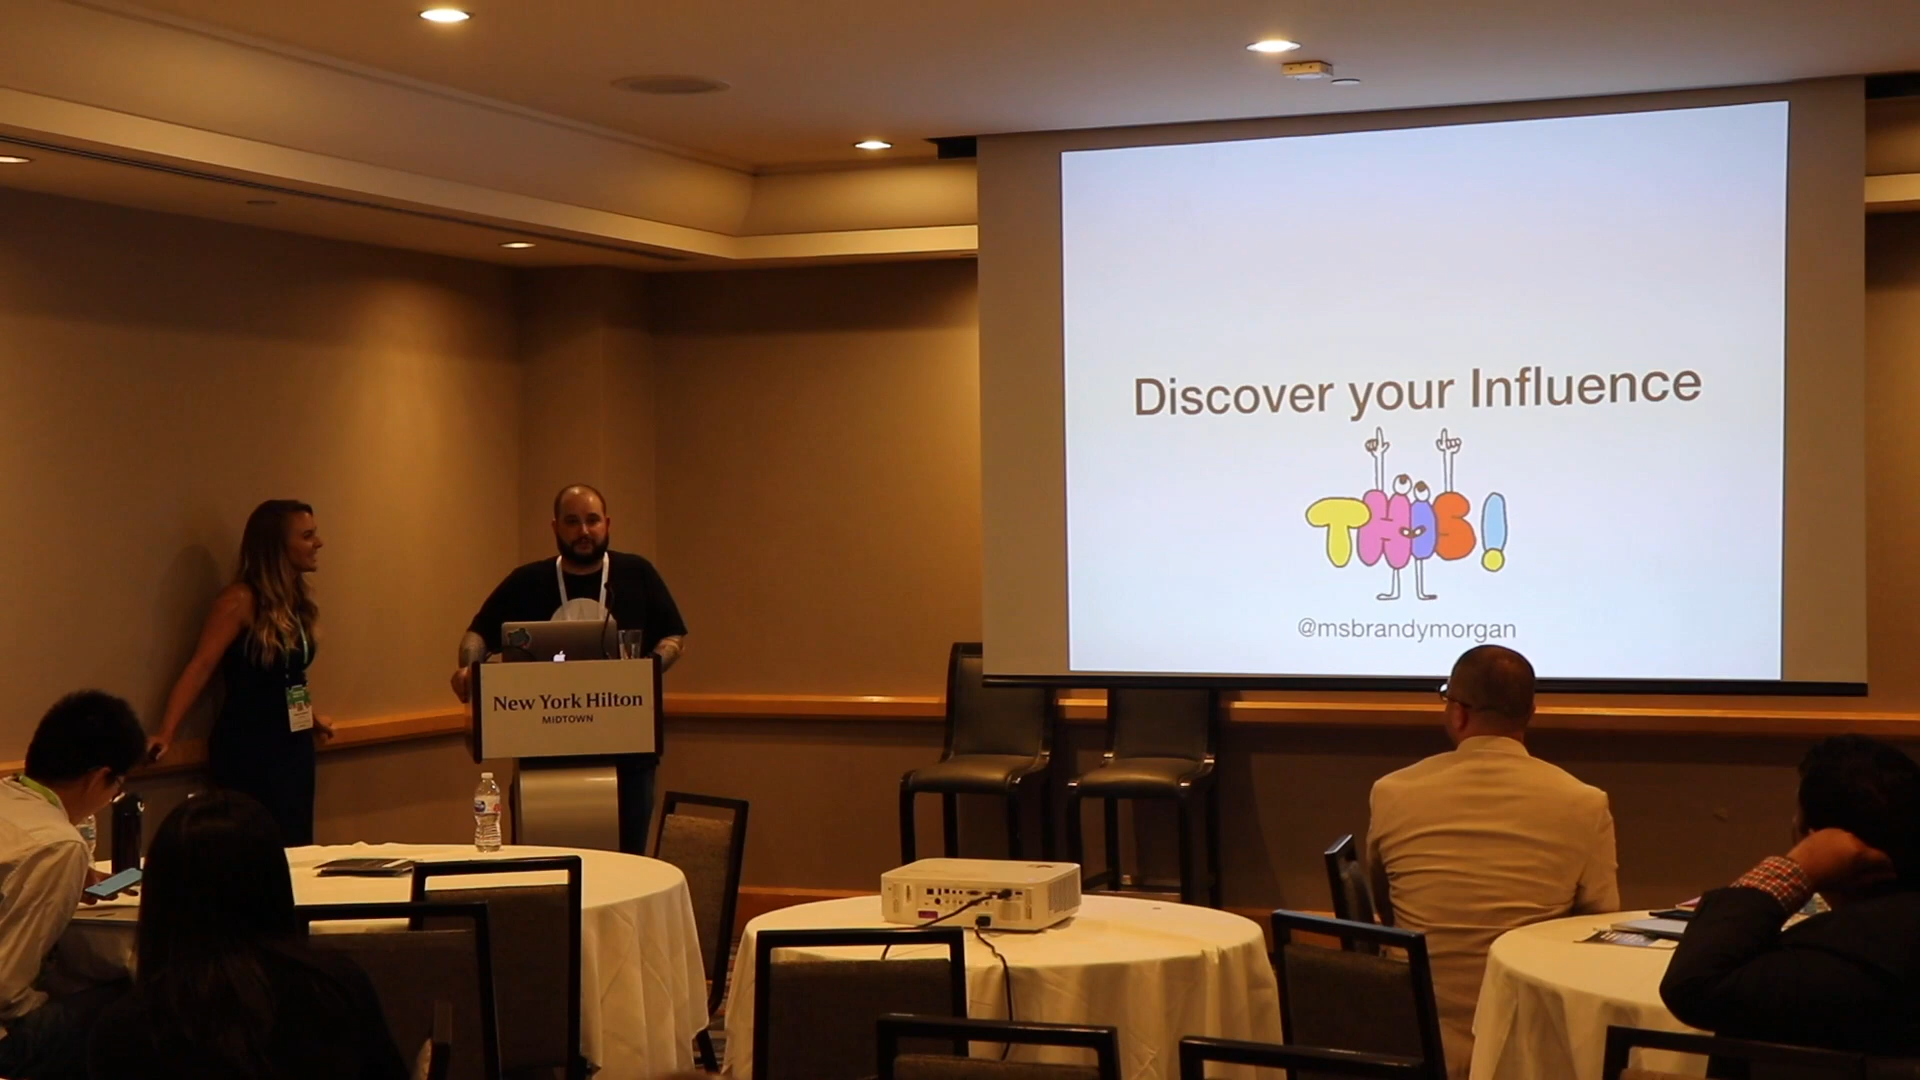 Discover your Influence
THIS!
@msbrandymorgan
New York Hilton
MIDTOWN